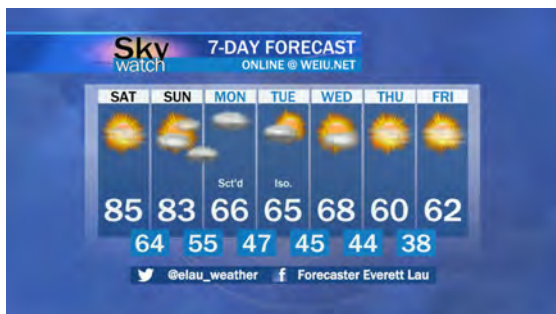 Sky
watch
7-DAY FORECAST
ONLINE @ WEIU.NET
SAT SUN MON TUE WED THU FRI
Sct'd Iso.
85 83 66 65 68 60 62
64 55 47 45 44 38
@elau_weather f Forecaster Everett Lau